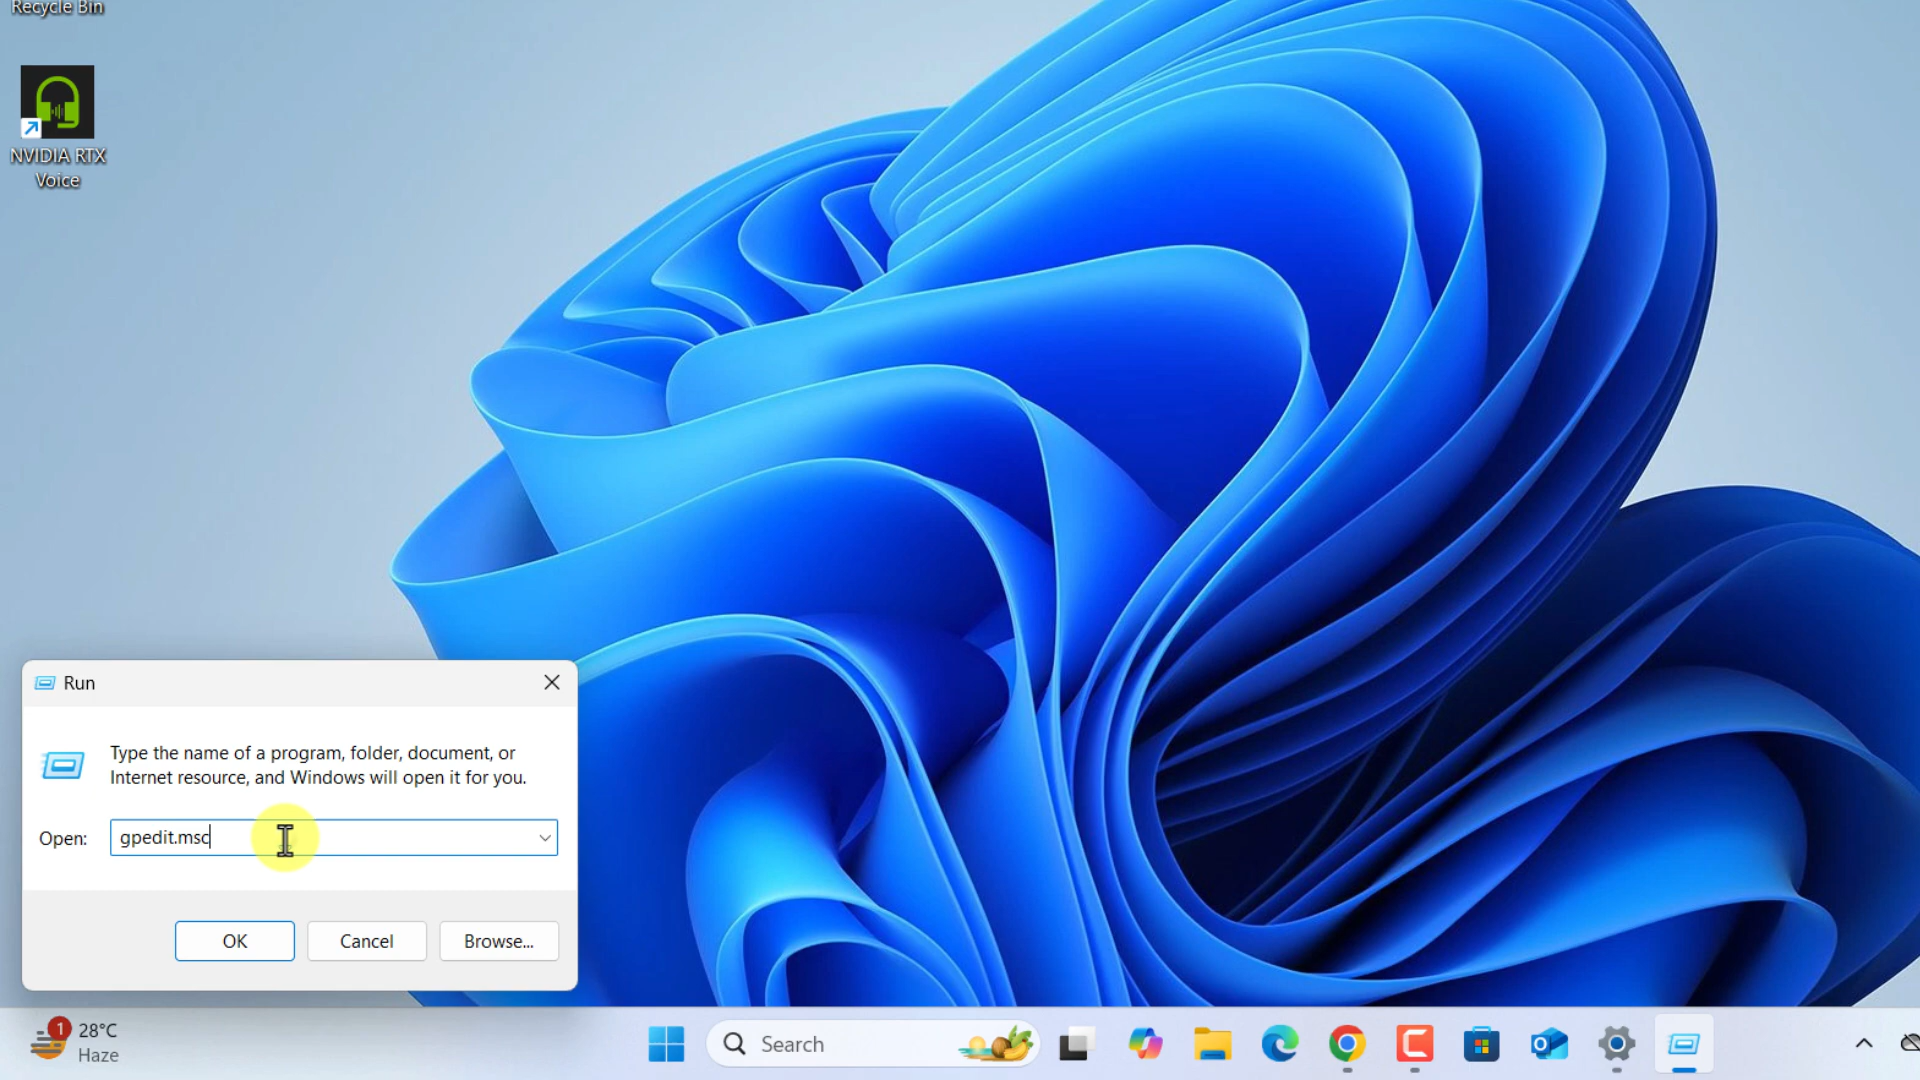 Recycle Bin
NVIDIA RTX
Voice
Run
Type the name of a program, folder, document, or
Internet resource, and Windows will open it for you.
Open:
gpedit.msc
OK
Cancel
Browse...
1
28°C
Haze
Search